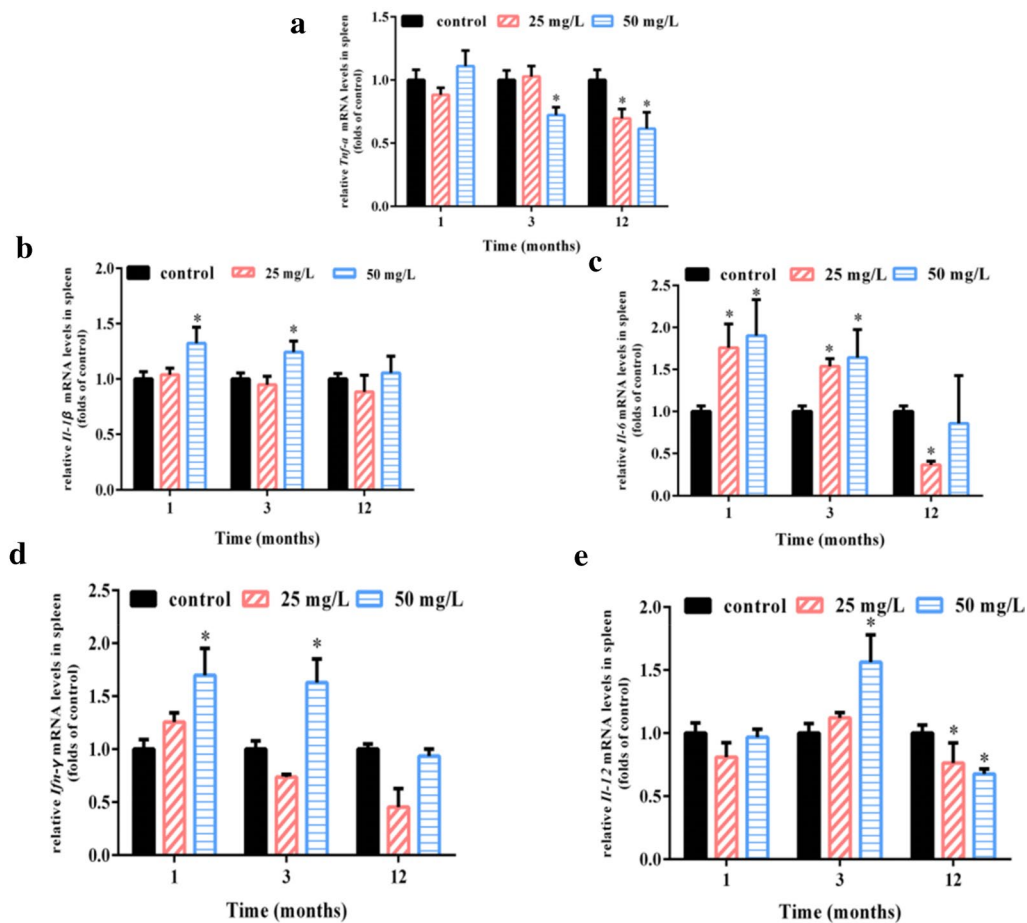 a
control 25 mg/L 50 mg/L
relative Tnf-a mRNA levels in spleen
(folds of control)
1.5
1.0
0.5
0.0
* * *
1 3 12
Time (months)
b
control 25 mg/L 50 mg/L
relative Il-1β mRNA levels in spleen
(folds of control)
2.0
1.5
1.0
0.5
0.0
* *
1 3 12
Time (months)
c
control 25 mg/L 50 mg/L
relative Il-6 mRNA levels in spleen
(folds of control)
2.5
2.0
1.5
1.0
0.5
0.0
* * * * *
1 3 12
Time (months)
d
control 25 mg/L 50 mg/L
relative Ifn-γ mRNA levels in spleen
(folds of control)
2.5
2.0
1.5
1.0
0.5
0.0
* *
1 3 12
Time (months)
e
control 25 mg/L 50 mg/L
relative Il-12 mRNA levels in spleen
(folds of control)
2.0
1.5
1.0
0.5
0.0
* * *
1 3 12
Time (months)